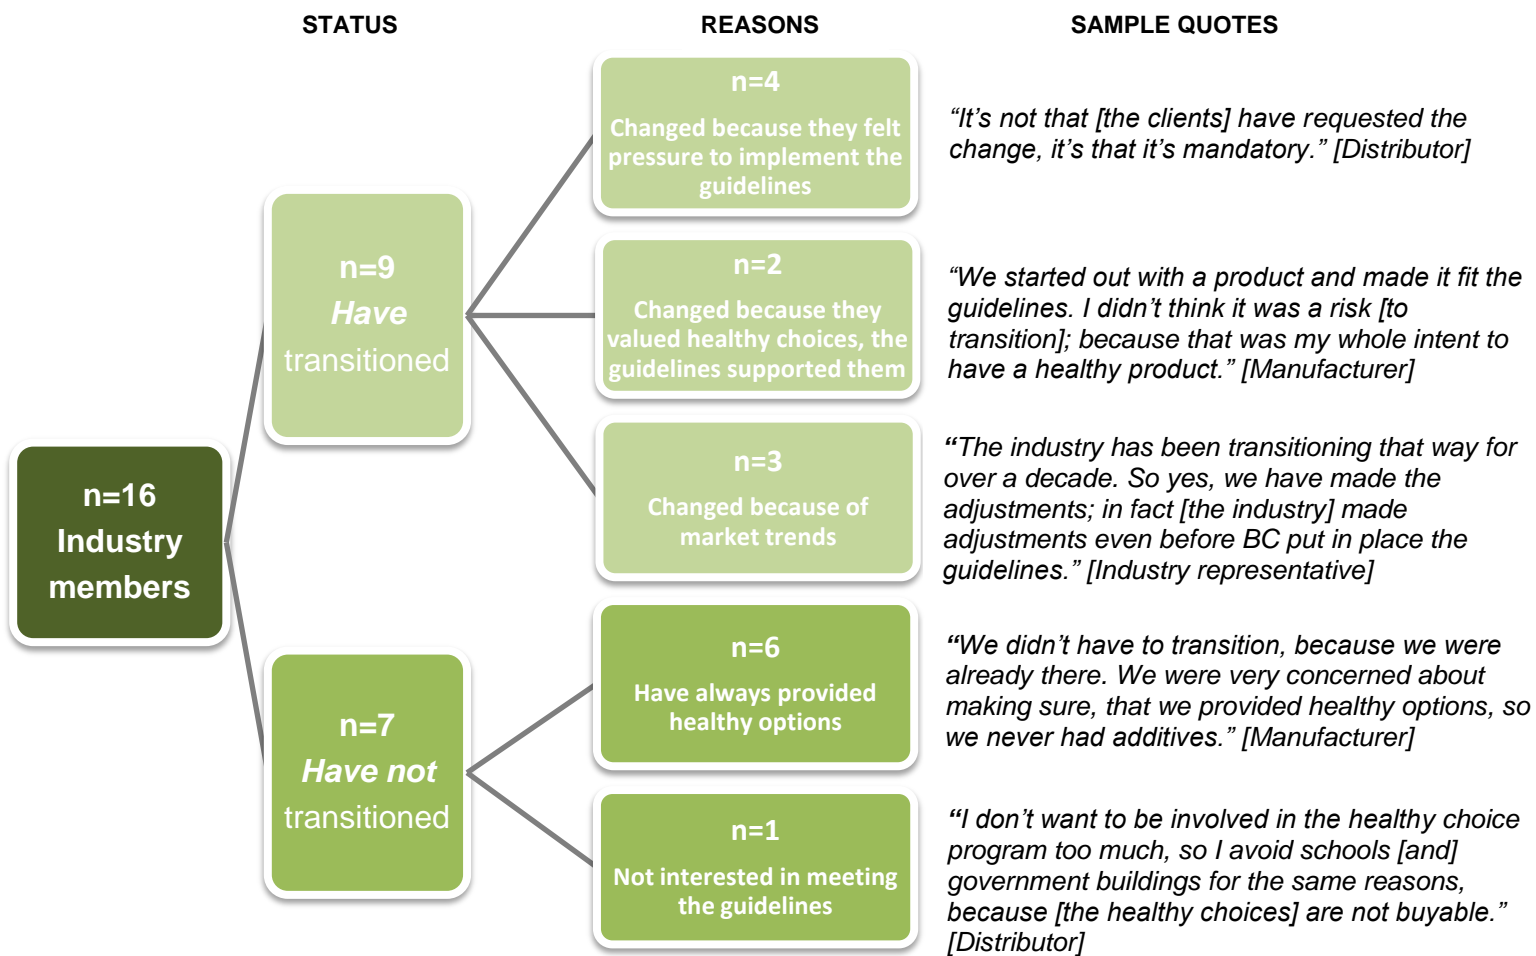 STATUS
REASONS
SAMPLE QUOTES
n=16
Industry
members
n=9
Have
transitioned
n=4
Changed because they felt
pressure to implement the
guidelines
“It’s not that [the clients] have requested the
change, it’s that it’s mandatory.” [Distributor]
n=2
Changed because they
valued healthy choices, the
guidelines supported them
“We started out with a product and made it fit the
guidelines. I didn’t think it was a risk [to
transition]; because that was my whole intent to
have a healthy product.” [Manufacturer]
n=3
Changed because of
market trends
“The industry has been transitioning that way for
over a decade. So yes, we have made the
adjustments; in fact [the industry] made
adjustments even before BC put in place the
guidelines.” [Industry representative]
n=7
Have not
transitioned
n=6
Have always provided
healthy options
“We didn’t have to transition, because we were
already there. We were very concerned about
making sure, that we provided healthy options, so
we never had additives.” [Manufacturer]
n=1
Not interested in meeting
the guidelines
“I don’t want to be involved in the healthy choice
program too much, so I avoid schools [and]
government buildings for the same reasons,
because [the healthy choices] are not buyable.”
[Distributor]